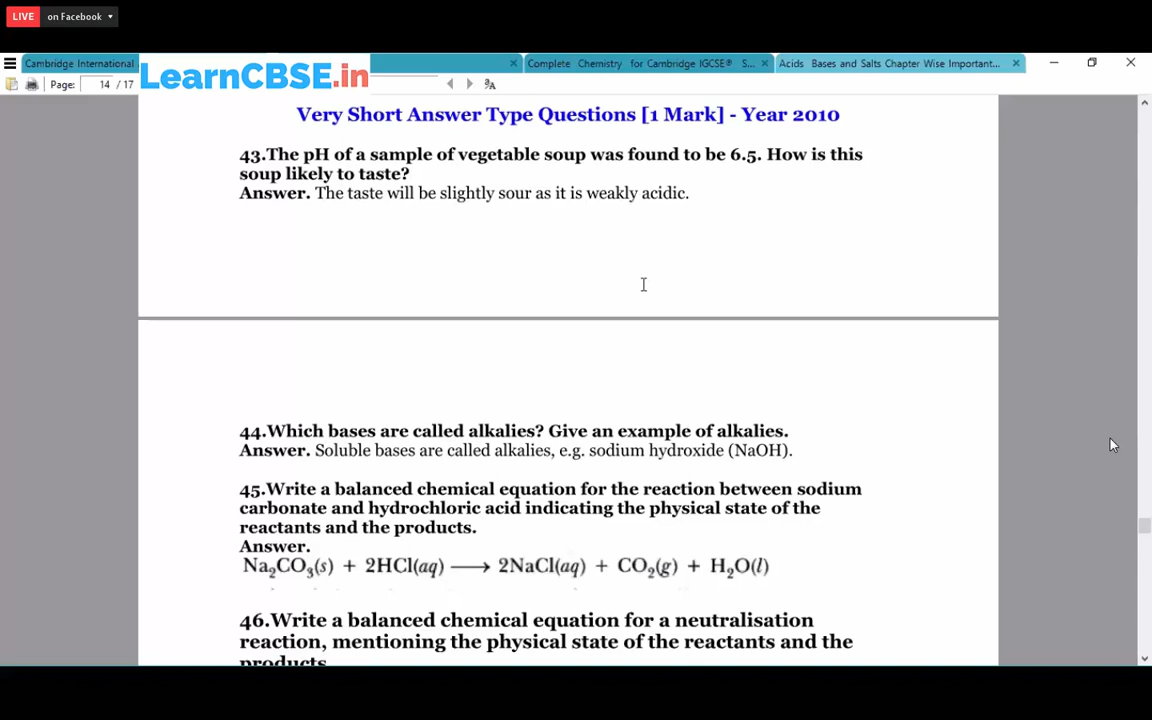 LIVE on Facebook
Cambridge International
Complete Chemistry for Cambridge IGCSE® S...
Acids Bases and Salts Chapter Wise Important...
LearnCBSE.in
Page: 14 / 17
Very Short Answer Type Questions [1 Mark] - Year 2010
43.The pH of a sample of vegetable soup was found to be 6.5. How is this
soup likely to taste?
Answer. The taste will be slightly sour as it is weakly acidic.
44.Which bases are called alkalies? Give an example of alkalies.
Answer. Soluble bases are called alkalies, e.g. sodium hydroxide (NaOH).
45.Write a balanced chemical equation for the reaction between sodium
carbonate and hydrochloric acid indicating the physical state of the
reactants and the products.
Answer.
Na₂CO₃(s) + 2HCl(aq) ⟶ 2NaCl(aq) + CO₂(g) + H₂O(l)
46.Write a balanced chemical equation for a neutralisation
reaction, mentioning the physical state of the reactants and the
products.